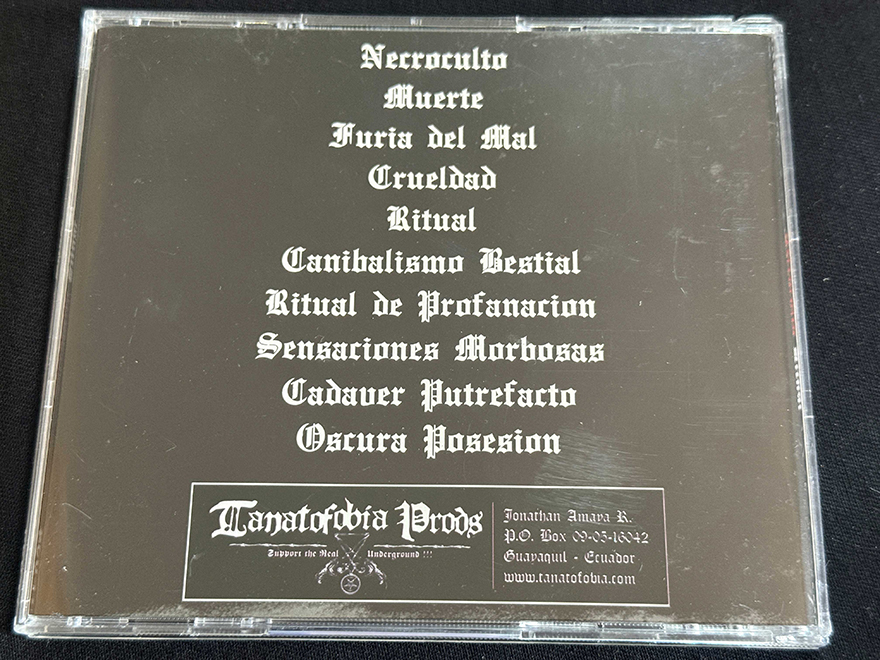 Necroculto
Muerte
Furia del Mal
Crueldad
Ritual
Canibalismo Bestial
Ritual de Profanacion
Sensaciones Morbosas
Cadaver Putrefacto
Oscura Posesion
Tanatofobia Prods
Support the Real Underground !!!
Jonathan Amaya R.
P.O. Box 09-05-16042
Guayaquil - Ecuador
www.tanatofobia.com